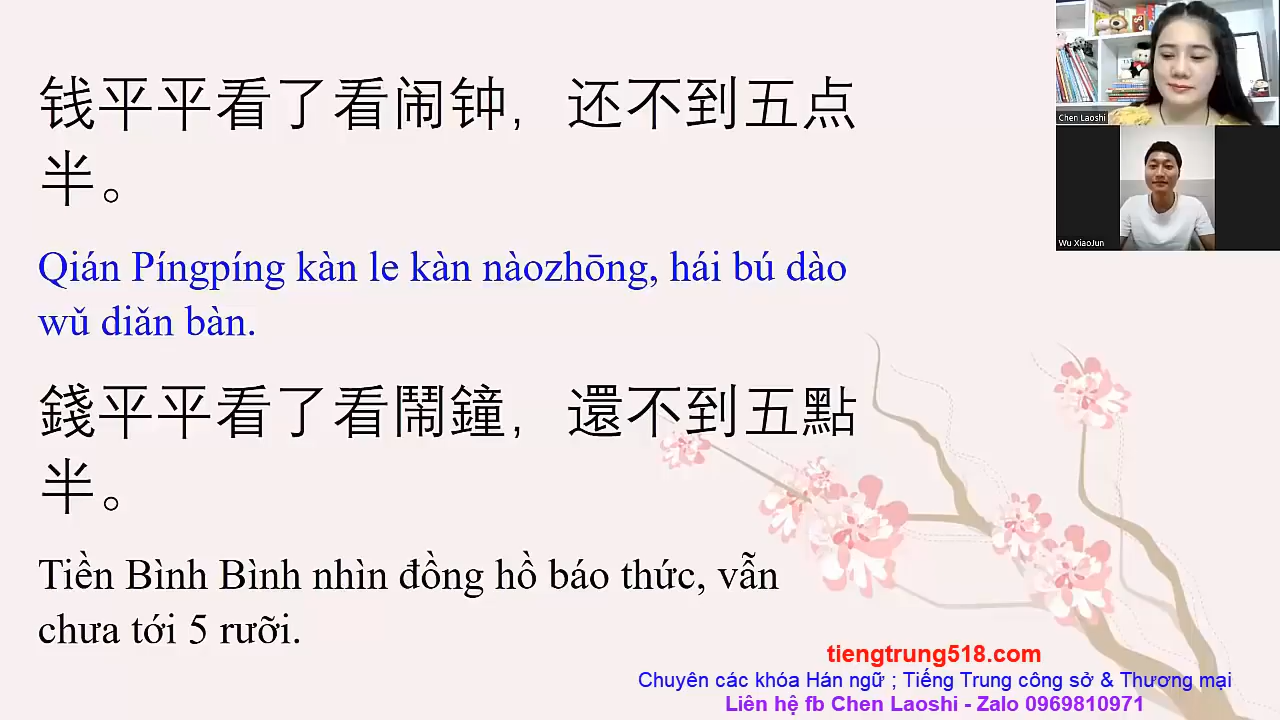 钱平平看了看闹钟，还不到五点
半。
Qián Píngpíng kàn le kàn nàozhōng, hái bú dào
wǔ diǎn bàn.
錢平平看了看鬧鐘，還不到五點
半。
Tiền Bình Bình nhìn đồng hồ báo thức, vẫn
chưa tới 5 rưỡi.
Chen Laoshi
Wu XiaoJun
tiengtrung518.com
Chuyên các khóa Hán ngữ ; Tiếng Trung công sở & Thương mại
Liên hệ fb Chen Laoshi - Zalo 0969810971